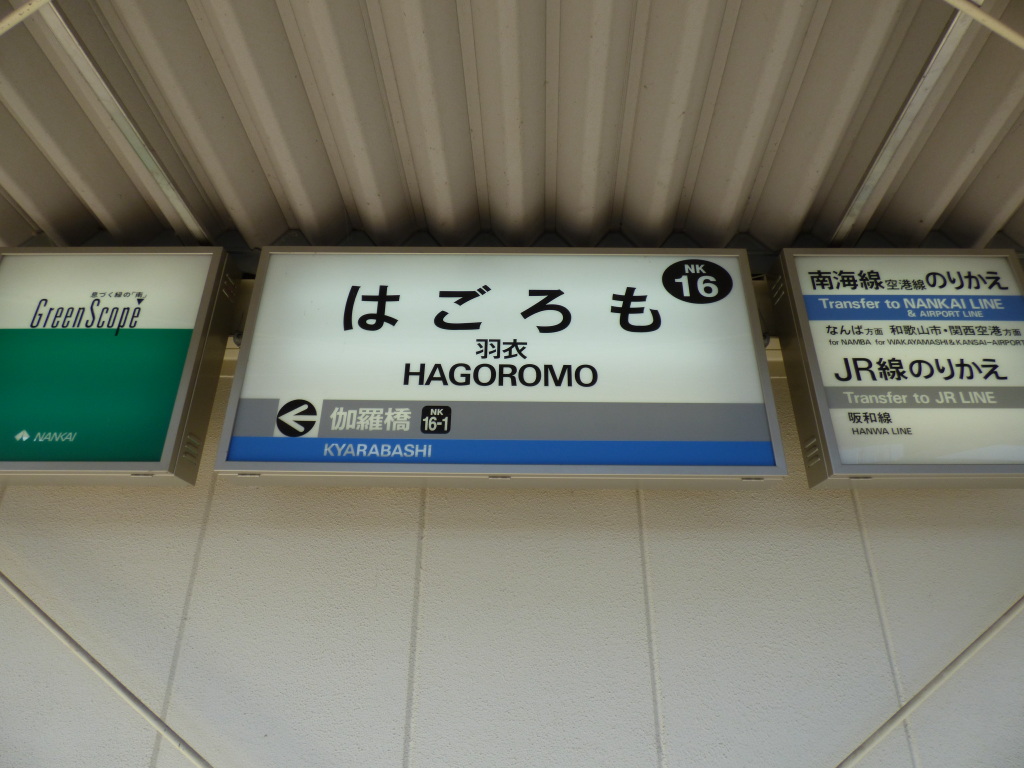 息づく緑の"南"
GreenScope
NANKAI
はごろも
NK
16
羽衣
HAGOROMO
伽羅橋 NK 16-1
KYARABASHI
南海線空港線のりかえ
Transfer to NANKAI LINE
& AIRPORT LINE
なんば方面 和歌山市・関西空港方面
for NAMBA for WAKAYAMASHI & KANSAI-AIRPORT
JR線のりかえ
Transfer to JR LINE
阪和線
HANWA LINE